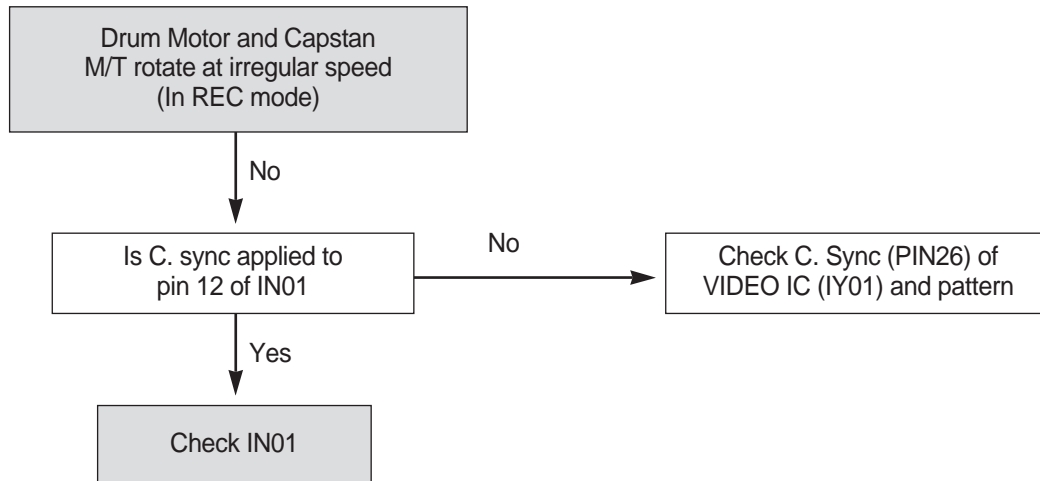 Drum Motor and Capstan
M/T rotate at irregular speed
(In REC mode)
No
Is C. sync applied to
pin 12 of IN01
No
Check C. Sync (PIN26) of
VIDEO IC (IY01) and pattern
Yes
Check IN01